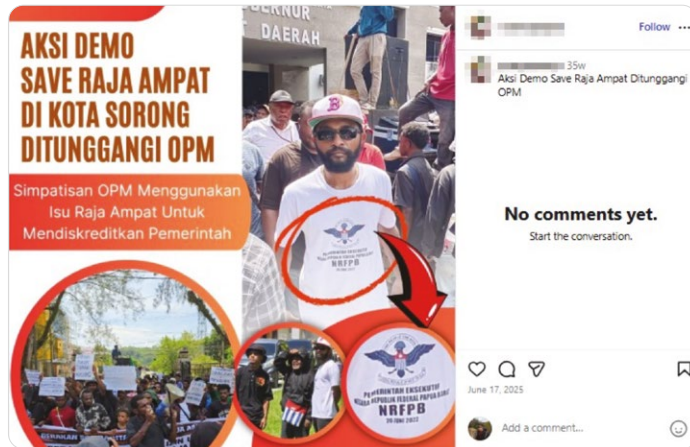 AKSI DEMO
SAVE RAJA AMPAT
DI KOTA SORONG
DITUNGGANGI OPM
Simpatisan OPM Menggunakan
Isu Raja Ampat Untuk
Mendiskreditkan Pemerintah
DAERAH
NRFPB
PEMERINTAH EKSEKUTIF
NEGARA REPUBLIK FEDERAL PAPUA BARAT
NRFPB
Follow
35w
Aksi Demo Save Raja Ampat Ditunggangi
OPM
No comments yet.
Start the conversation.
June 17, 2025
Add a comment...